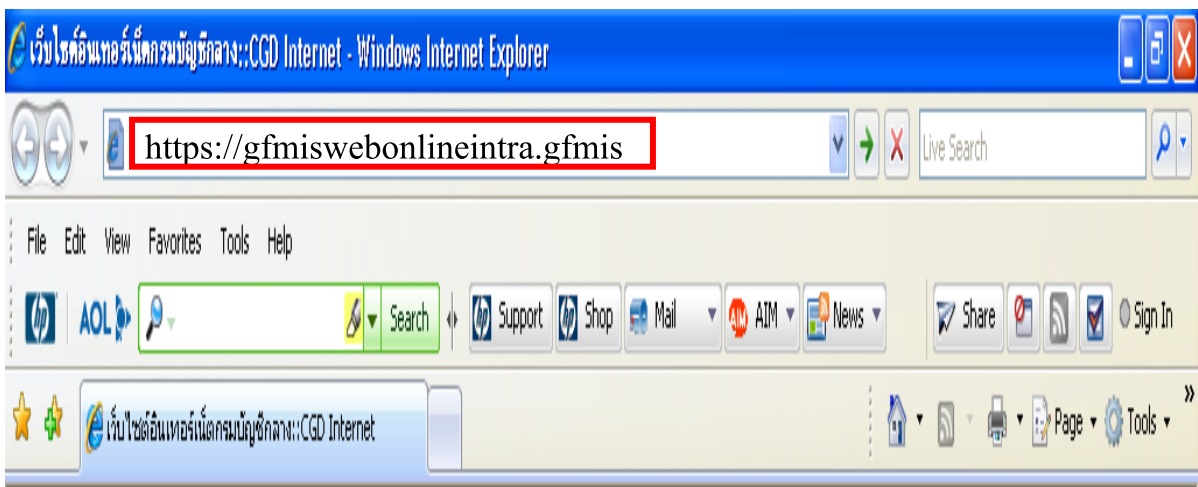 เว็บไซต์อินเทอร์เน็ตกรมบัญชีกลาง::CGD Internet - Windows Internet Explorer
https://gfmiswebonlineintra.gfmis
Live Search
File Edit View Favorites Tools Help
hp AOL Search hp Support hp Shop Mail AIM News Share Sign In
เว็บไซต์อินเทอร์เน็ตกรมบัญชีกลาง::CGD Internet Page Tools »